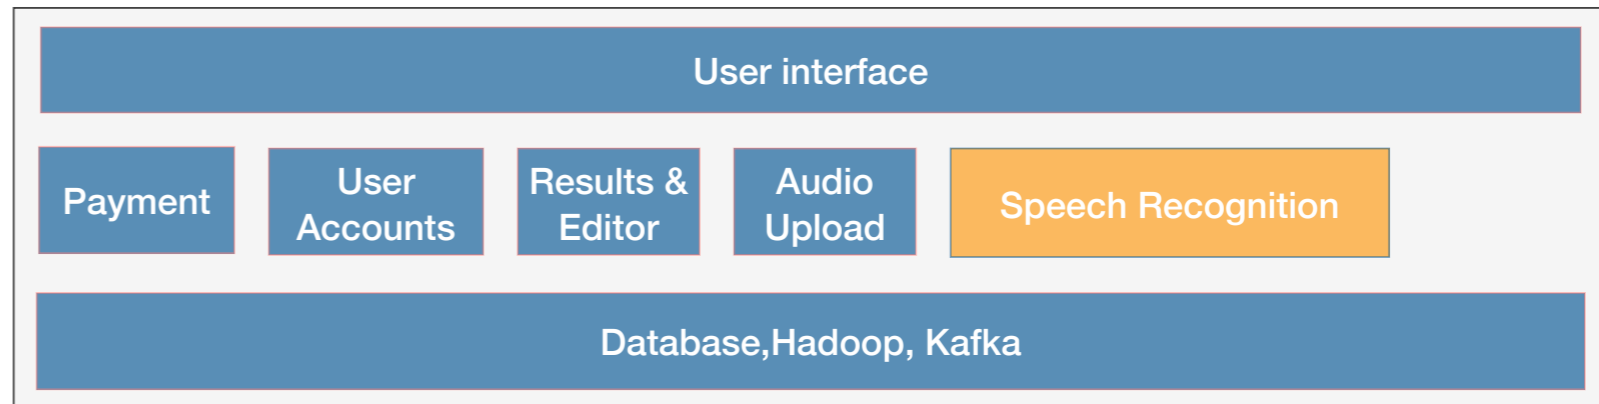 User interface
Payment
User
Accounts
Results &
Editor
Audio
Upload
Speech Recognition
Database,Hadoop, Kafka